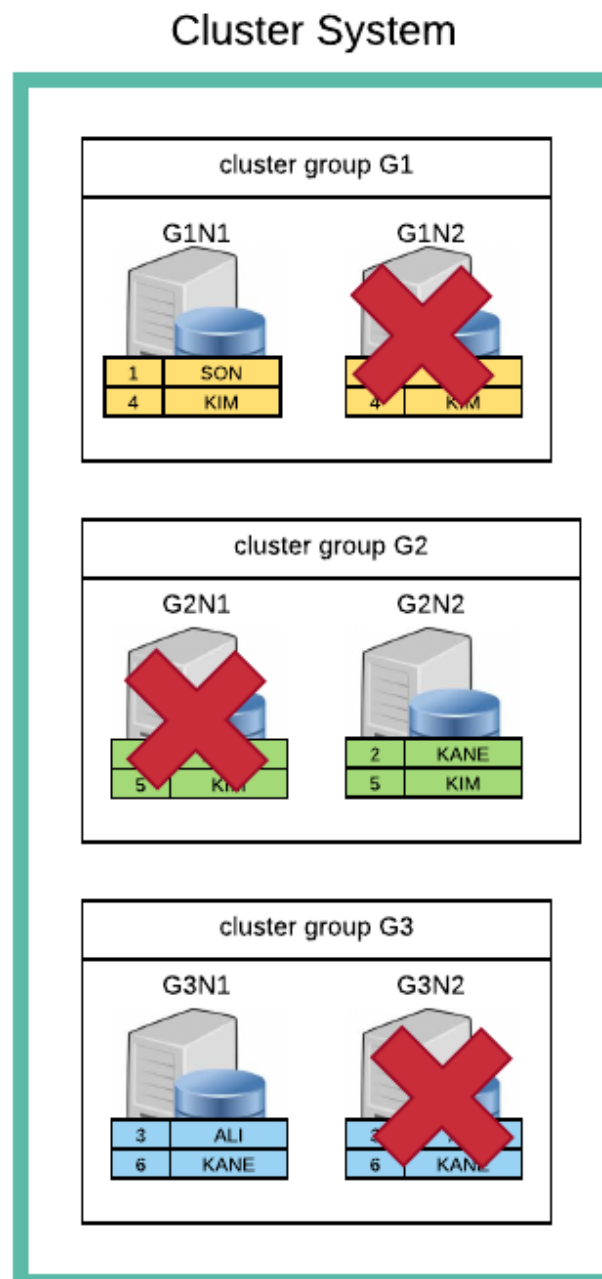 Cluster System
cluster group G1
G1N1 G1N2
1 SON
4 KIM 4 KIM
cluster group G2
G2N1 G2N2
2 KANE
5 KIM 5 KIM
cluster group G3
G3N1 G3N2
3 ALI
6 KANE 6 KANE